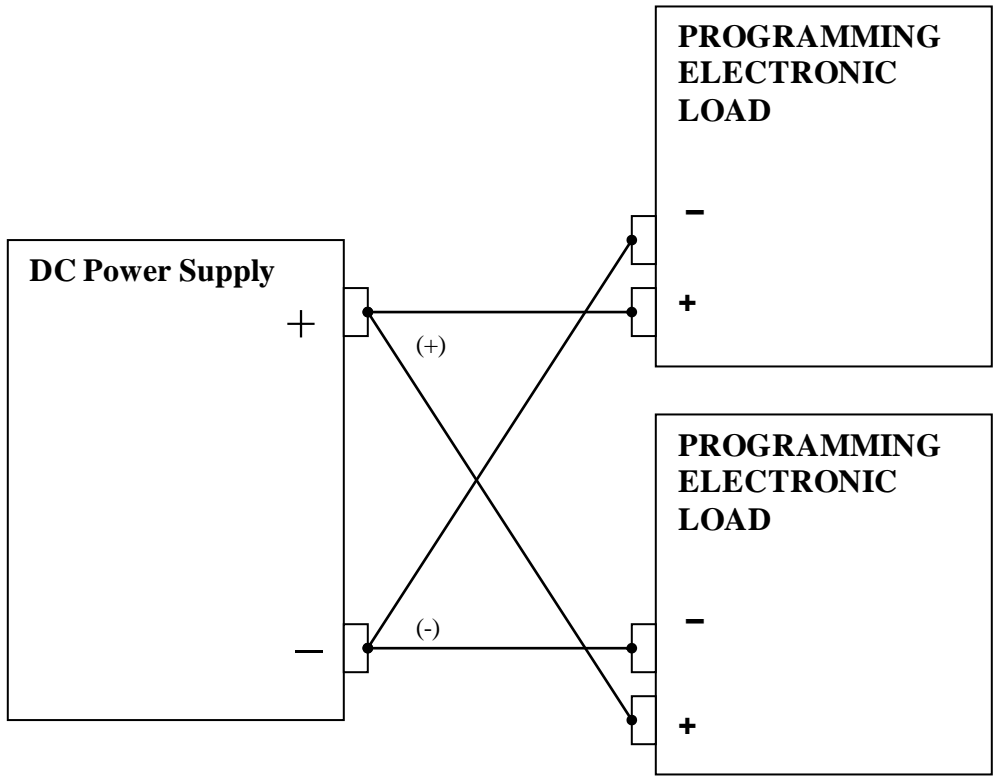 PROGRAMMING
ELECTRONIC
LOAD
−
+
DC Power Supply
+
(+)
−
(-)
PROGRAMMING
ELECTRONIC
LOAD
−
+